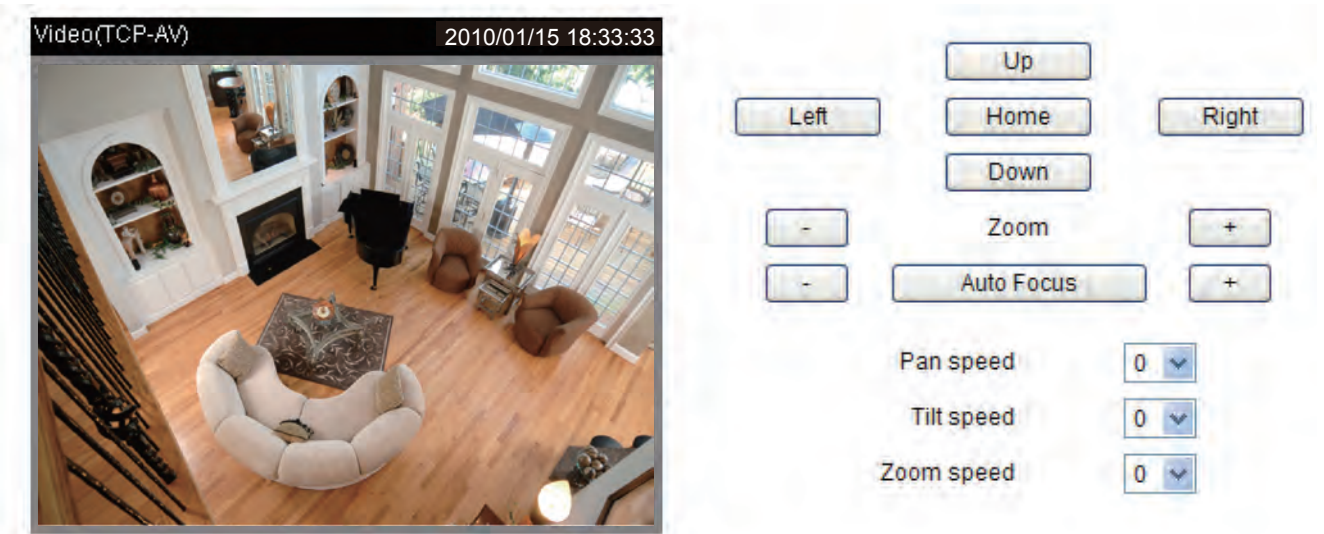 Video(TCP-AV) 2010/01/15 18:33:33
Up
Left Home Right
Down
- Zoom +
- Auto Focus +
Pan speed 0
Tilt speed 0
Zoom speed 0